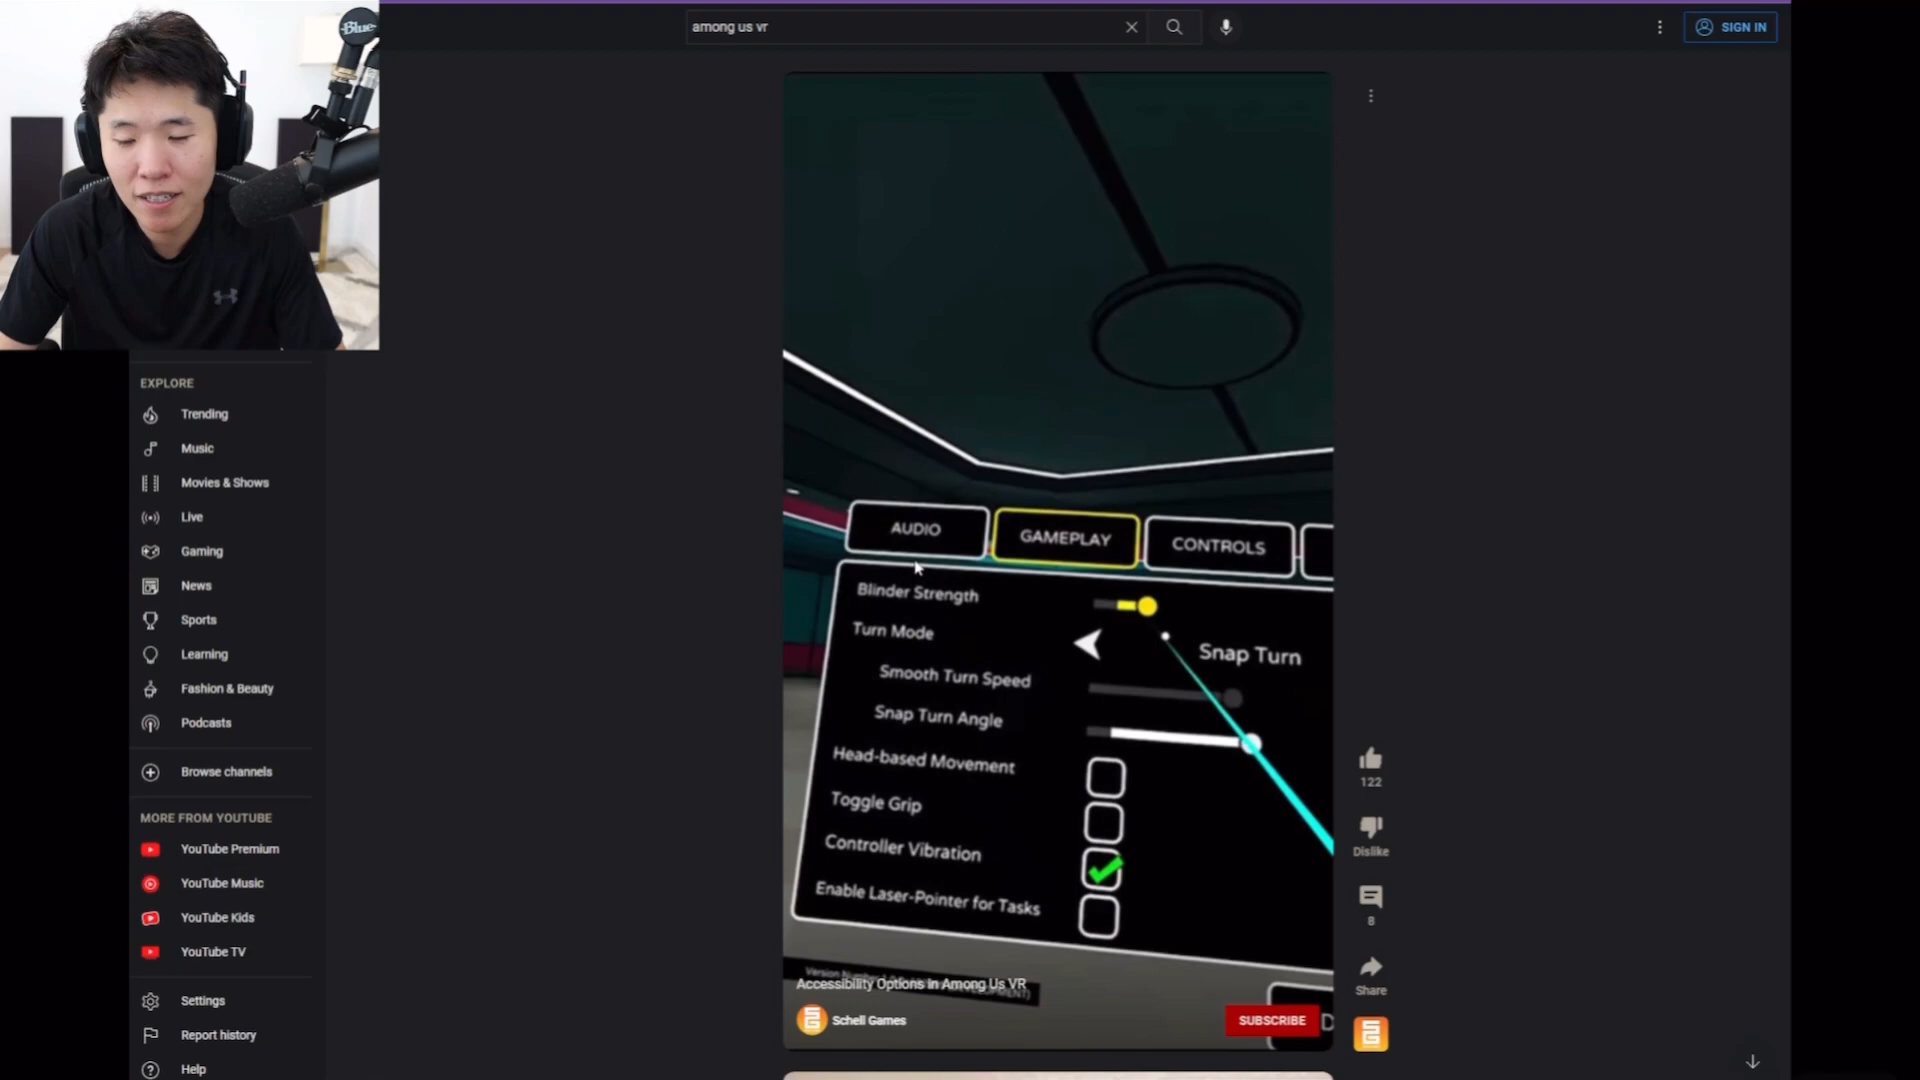 Blue
among us vr
SIGN IN
EXPLORE
Trending
Music
Movies & Shows
Live
Gaming
News
Sports
Learning
Fashion & Beauty
Podcasts
Browse channels
MORE FROM YOUTUBE
YouTube Premium
YouTube Music
YouTube Kids
YouTube TV
Settings
Report history
Help
AUDIO
GAMEPLAY
CONTROLS
Blinder Strength
Turn Mode
Snap Turn
Smooth Turn Speed
Snap Turn Angle
Head-based Movement
Toggle Grip
Controller Vibration
Enable Laser-Pointer for Tasks
Version Number
Accessibility Options in Among Us VR
Schell Games
SUBSCRIBE
D
122
Dislike
8
Share